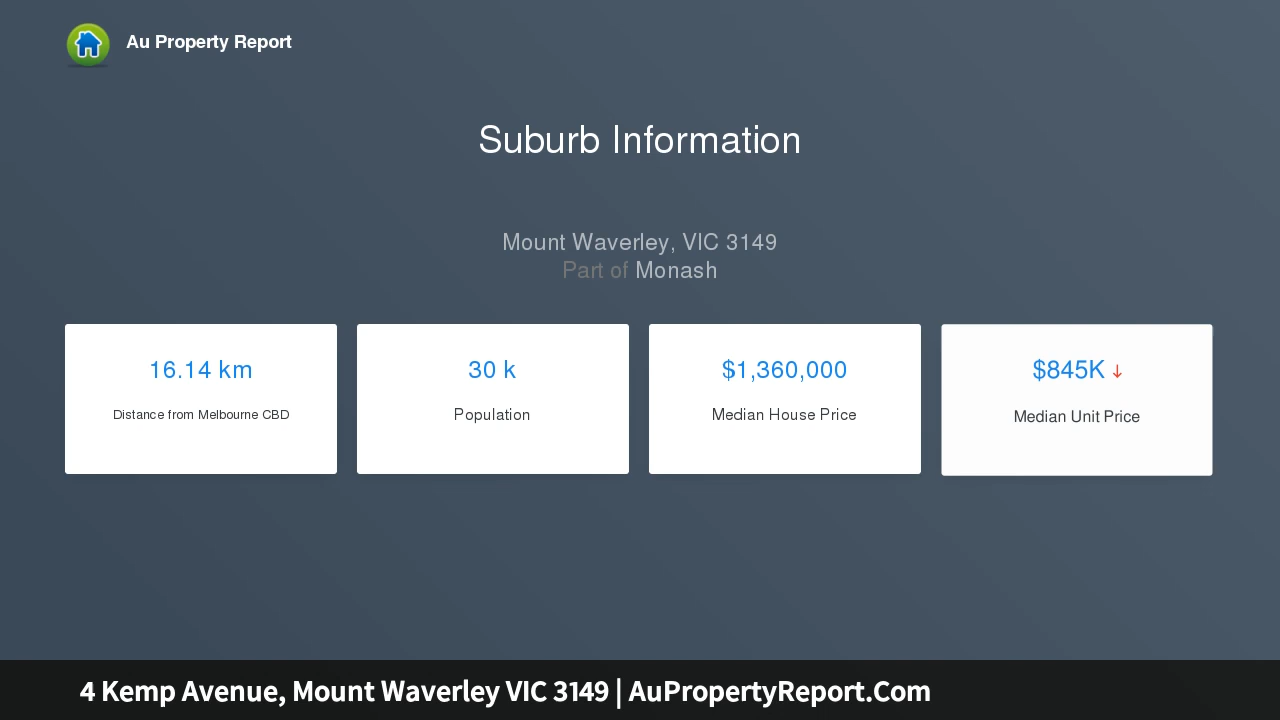 Au Property Report
Suburb Information
Mount Waverley, VIC 3149
Part of Monash
16.14 km
Distance from Melbourne CBD
30 k
Population
$1,360,000
Median House Price
$845K ↓
Median Unit Price
4 Kemp Avenue, Mount Waverley VIC 3149 | AuPropertyReport.Com